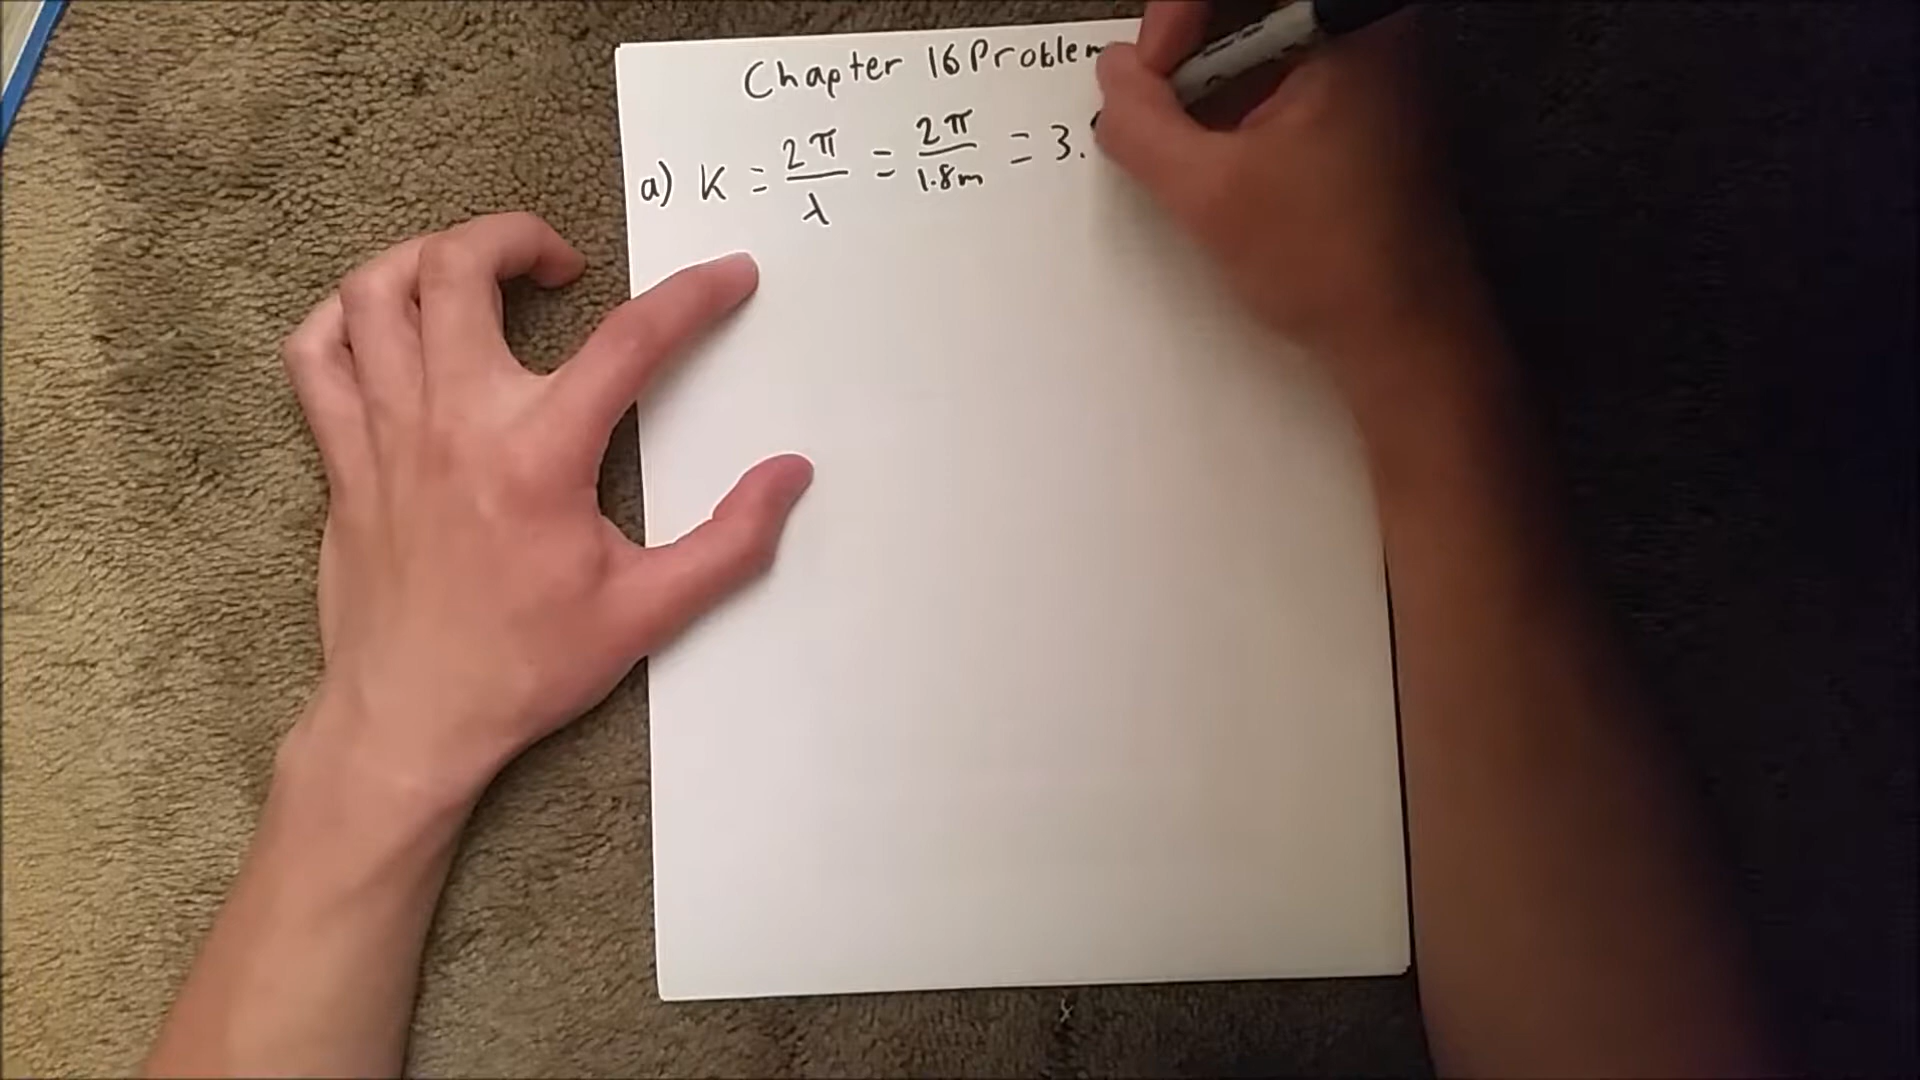 Chapter 16 Problem
a) K = 2π/λ = 2π/1.8m = 3.